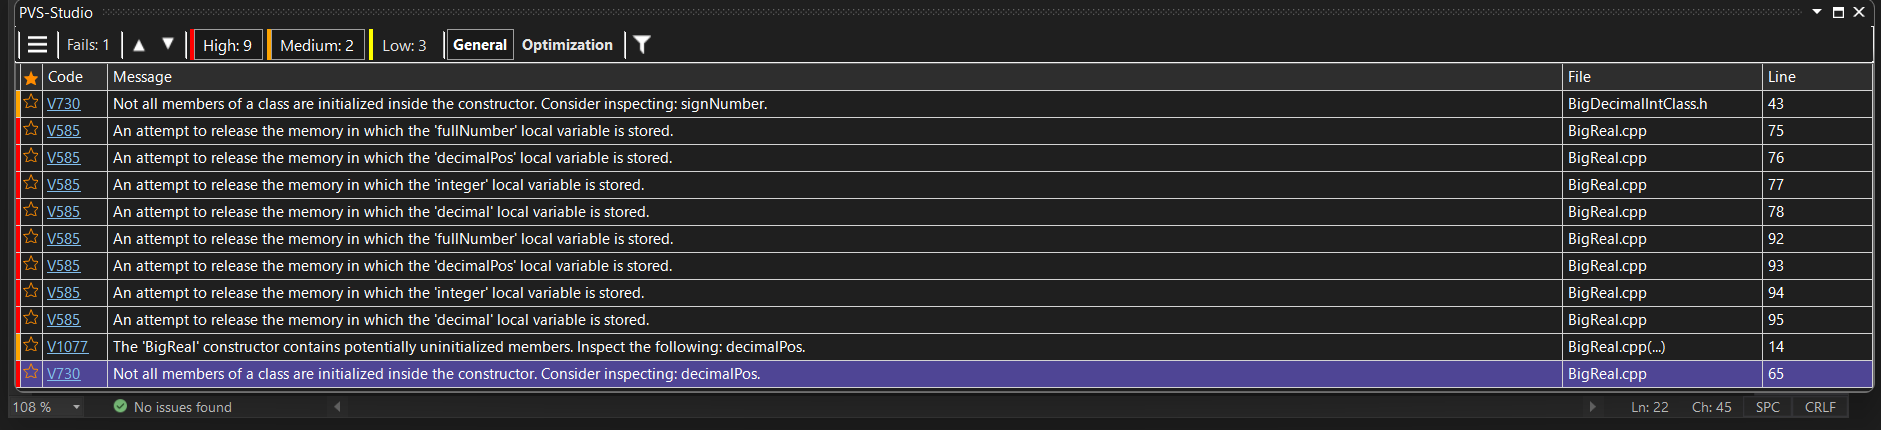 PVS-Studio
Fails: 1 High: 9 Medium: 2 Low: 3 General Optimization
Code Message File Line
V730 Not all members of a class are initialized inside the constructor. Consider inspecting: signNumber. BigDecimalIntClass.h 43
V585 An attempt to release the memory in which the 'fullNumber' local variable is stored. BigReal.cpp 75
V585 An attempt to release the memory in which the 'decimalPos' local variable is stored. BigReal.cpp 76
V585 An attempt to release the memory in which the 'integer' local variable is stored. BigReal.cpp 77
V585 An attempt to release the memory in which the 'decimal' local variable is stored. BigReal.cpp 78
V585 An attempt to release the memory in which the 'fullNumber' local variable is stored. BigReal.cpp 92
V585 An attempt to release the memory in which the 'decimalPos' local variable is stored. BigReal.cpp 93
V585 An attempt to release the memory in which the 'integer' local variable is stored. BigReal.cpp 94
V585 An attempt to release the memory in which the 'decimal' local variable is stored. BigReal.cpp 95
V1077 The 'BigReal' constructor contains potentially uninitialized members. Inspect the following: decimalPos. BigReal.cpp(...) 14
V730 Not all members of a class are initialized inside the constructor. Consider inspecting: decimalPos. BigReal.cpp 65
108 % No issues found Ln: 22 Ch: 45 SPC CRLF